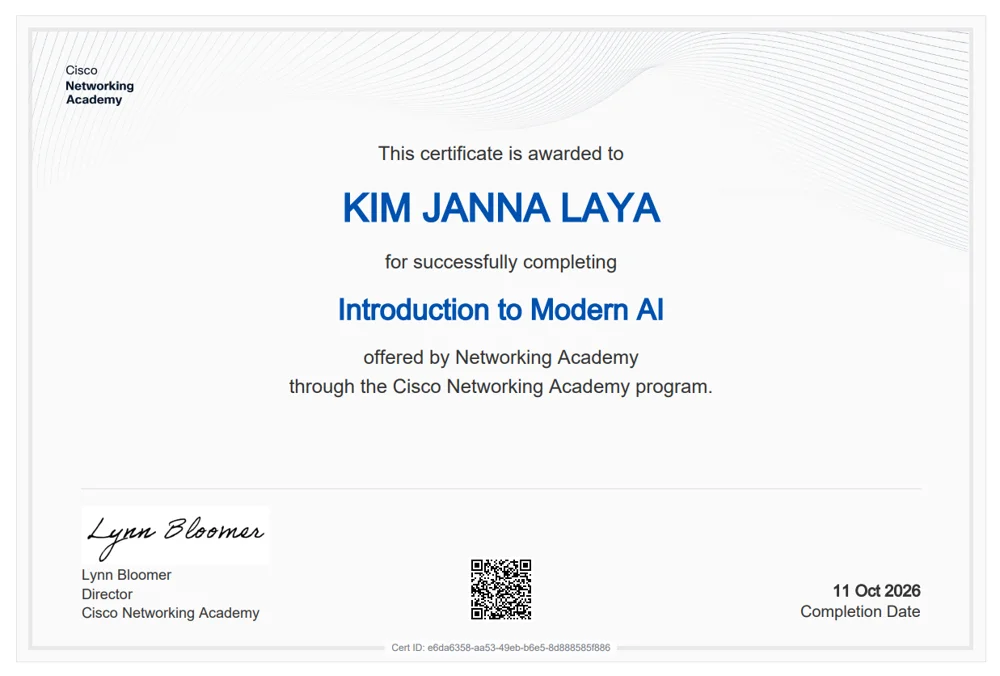 Cisco
Networking
Academy
This certificate is awarded to
KIM JANNA LAYA
for successfully completing
Introduction to Modern AI
offered by Networking Academy
through the Cisco Networking Academy program.
Lynn Bloomer
Lynn Bloomer
Director
Cisco Networking Academy
11 Oct 2026
Completion Date
Cert ID: e6da6358-aa53-49eb-b6e5-8d888585f886